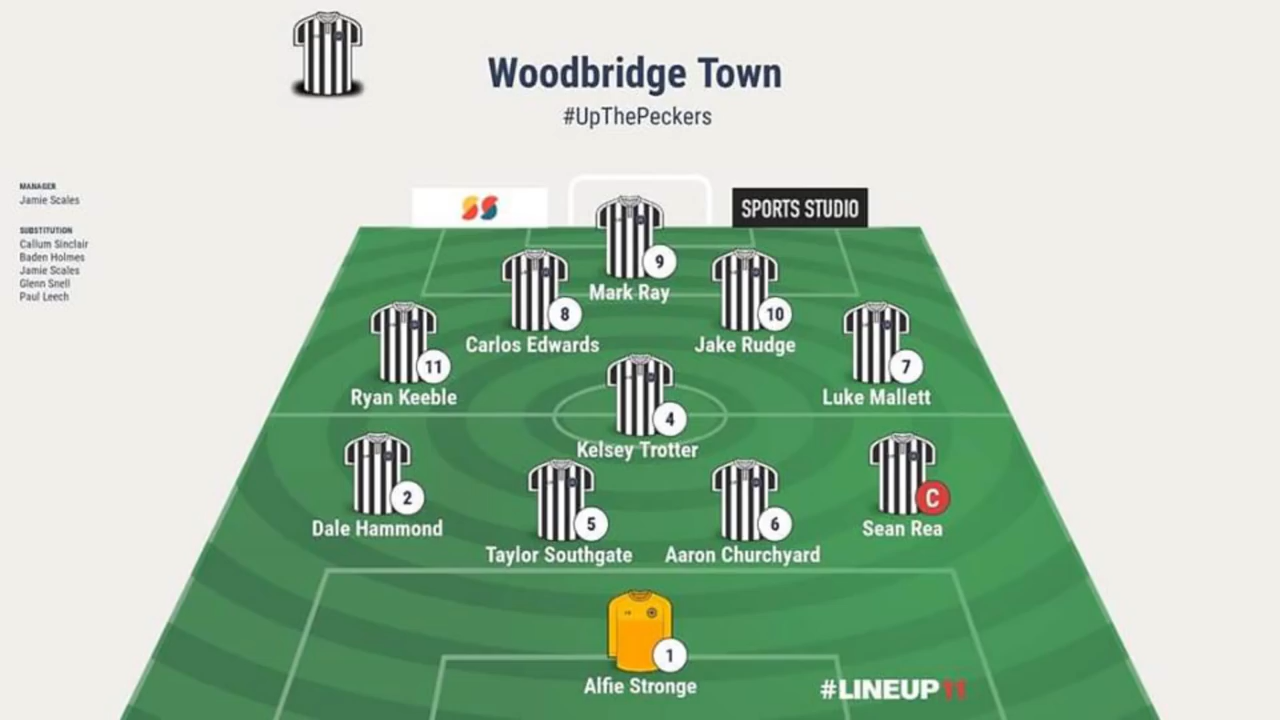 Woodbridge Town
#UpThePeckers
MANAGER
Jamie Scales
SUBSTITUTION
Callum Sinclair
Baden Holmes
Jamie Scales
Glenn Snell
Paul Leech
SS
SPORTS STUDIO
9
Mark Ray
8
Carlos Edwards
10
Jake Rudge
11
Ryan Keeble
7
Luke Mallett
4
Kelsey Trotter
2
Dale Hammond
5
Taylor Southgate
6
Aaron Churchyard
C
Sean Rea
1
Alfie Stronge
#LINEUP11